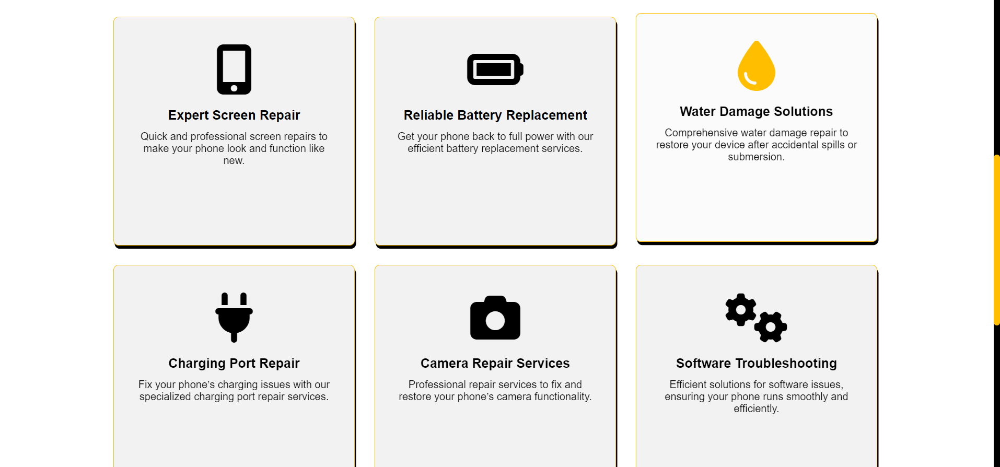 Expert Screen Repair
Quick and professional screen repairs to
make your phone look and function like
new.
Reliable Battery Replacement
Get your phone back to full power with our
efficient battery replacement services.
Water Damage Solutions
Comprehensive water damage repair to
restore your device after accidental spills or
submersion.
Charging Port Repair
Fix your phone’s charging issues with our
specialized charging port repair services.
Camera Repair Services
Professional repair services to fix and
restore your phone’s camera functionality.
Software Troubleshooting
Efficient solutions for software issues,
ensuring your phone runs smoothly and
efficiently.